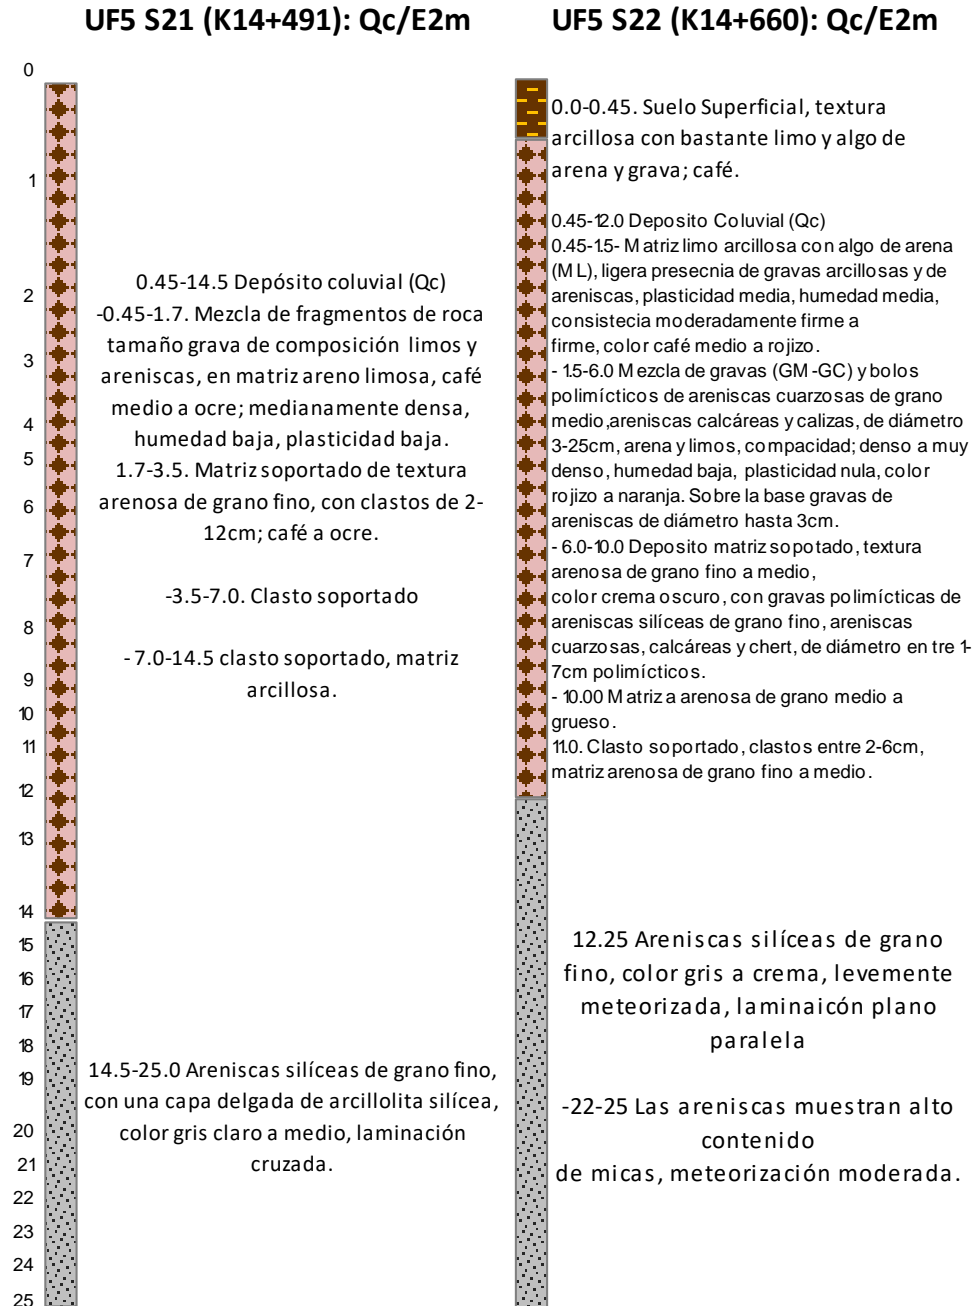 UF5 S21 (K14+491): Qc/E2m
0
1
2
3
4
5
6
7
8
9
10
11
12
13
14
15
16
17
18
19
20
21
22
23
24
25
0.45-14.5 Depósito coluvial (Qc)
-0.45-1.7. Mezcla de fragmentos de roca
tamaño grava de composición limos y
areniscas, en matriz areno limosa, café
medio a ocre; medianamente densa,
humedad baja, plasticidad baja.
1.7-3.5. Matriz soportado de textura
arenosa de grano fino, con clastos de 2-
12cm; café a ocre.
-3.5-7.0. Clasto soportado
- 7.0-14.5 clasto soportado, matriz
arcillosa.
14.5-25.0 Areniscas silíceas de grano fino,
con una capa delgada de arcillolita silícea,
color gris claro a medio, laminación
cruzada.
UF5 S22 (K14+660): Qc/E2m
0.0-0.45. Suelo Superficial, textura
arcillosa con bastante limo y algo de
arena y grava; café.
0.45-12.0 Deposito Coluvial (Qc)
0.45-1.5- Matriz limo arcillosa con algo de arena
(ML), ligera presecnia de gravas arcillosas y de
areniscas, plasticidad media, humedad media,
consistecia moderadamente firme a
firme, color café medio a rojizo.
- 1.5-6.0 Mezcla de gravas (GM-GC) y bolos
polimícticos de areniscas cuarzosas de grano
medio,areniscas calcáreas y calizas, de diámetro
3-25cm, arena y limos, compacidad; denso a muy
denso, humedad baja, plasticidad nula, color
rojizo a naranja. Sobre la base gravas de
areniscas de diámetro hasta 3cm.
- 6.0-10.0 Deposito matriz sopotado, textura
arenosa de grano fino a medio,
color crema oscuro, con gravas polimícticas de
areniscas silíceas de grano fino, areniscas
cuarzosas, calcáreas y chert, de diámetro en tre 1-
7cm polimícticos.
- 10.00 Matriz a arenosa de grano medio a
grueso.
11.0. Clasto soportado, clastos entre 2-6cm,
matriz arenosa de grano fino a medio.
12.25 Areniscas silíceas de grano
fino, color gris a crema, levemente
meteorizada, laminaicón plano
paralela
-22-25 Las areniscas muestran alto
contenido
de micas, meteorización moderada.